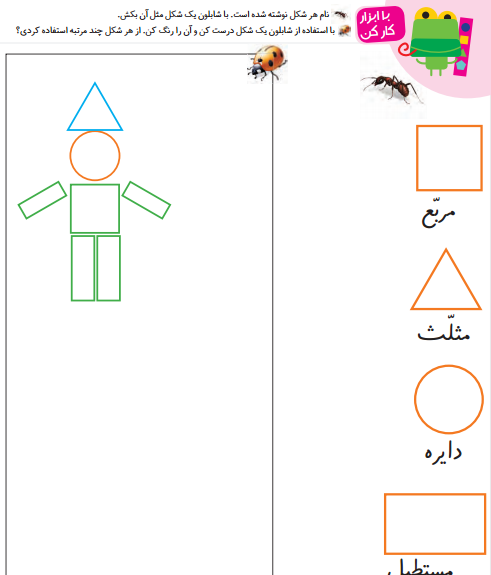 با ابزار
کار کن
نام هر شکل نوشته شده است. با شابلون یک شکل مثل آن بکش.
با استفاده از شابلون یک شکل درست کن و آن را رنگ کن. از هر شکل چند مرتبه استفاده کردی؟
مربّع
مثلّث
دایره
مستطیل